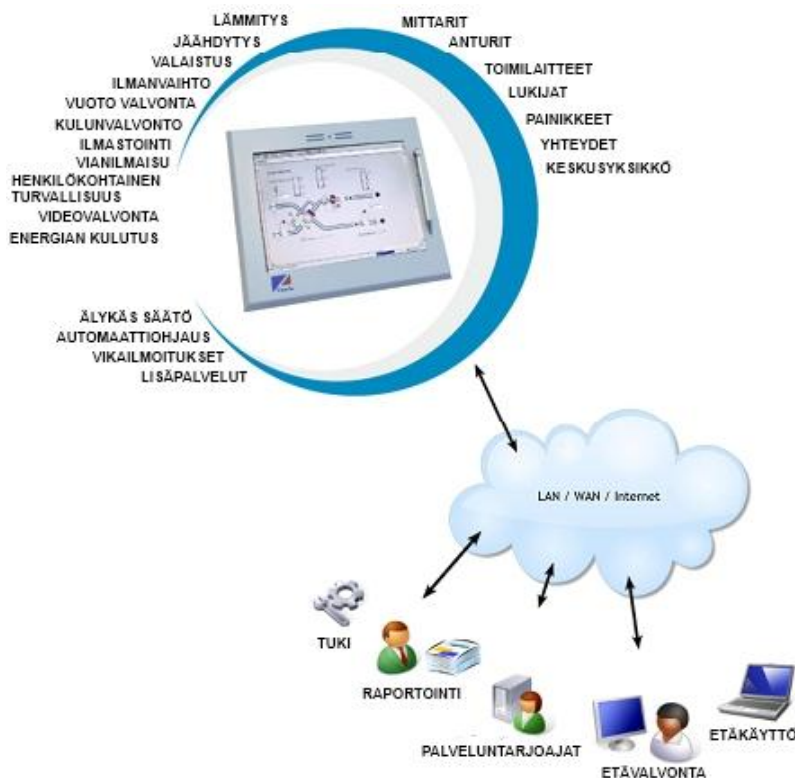 LÄMMITYS
JÄÄHDYTYS
VALAISTUS
ILMANVAIHTO
VUOTO VALVONTA
KULUNVALVONTO
ILMASTOINTI
VIANILMAISU
HENKILÖKOHTAINEN
TURVALLISUUS
VIDEOVALVONTA
ENERGIAN KULUTUS
MITTARIT
ANTURIT
TOIMILAITTEET
LUKIJAT
PAINIKKEET
YHTEYDET
KESKUSYKSIKKÖ
ÄLYKÄS SÄÄTÖ
AUTOMAATTIOHJAUS
VIKAILMOITUKSET
LISÄPALVELUT
LAN / WAN / Internet
TUKI
RAPORTOINTI
PALVELUNTARJOAJAT
ETÄVALVONTA
ETÄKÄYTTÖ